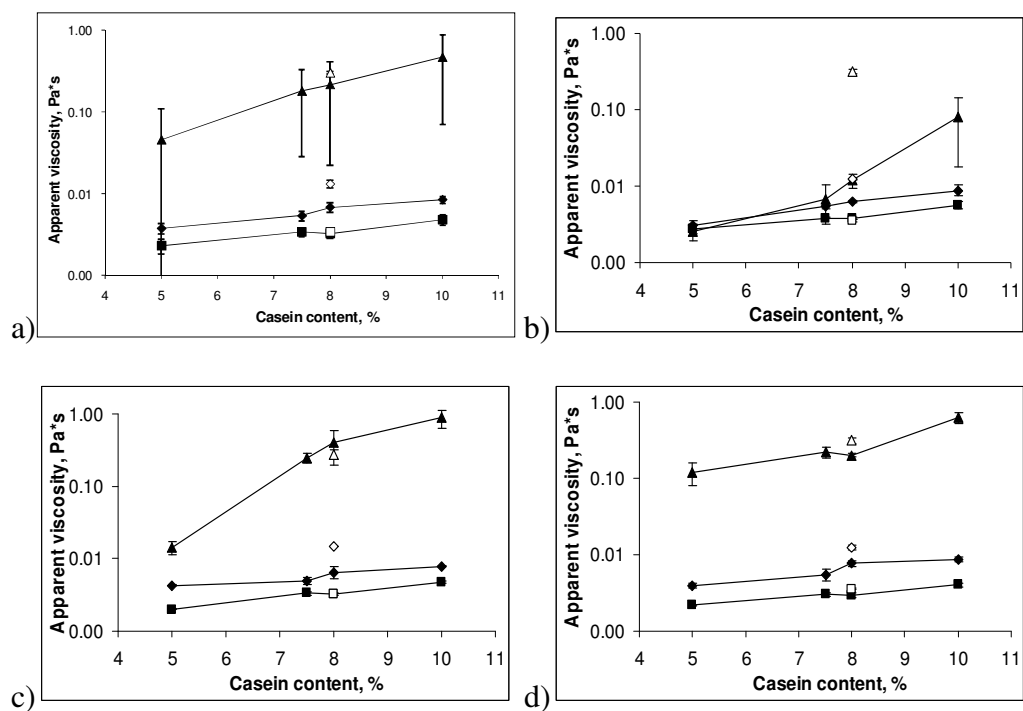 1.00
0.10
0.01
0.00
Apparent viscosity, Pa*s
4 5 6 7 8 9 10 11
Casein content, %
a)
1.00
0.10
0.01
0.00
Apparent viscosity, Pa*s
4 5 6 7 8 9 10 11
Casein content, %
b)
1.00
0.10
0.01
0.00
Apparent viscosity, Pa*s
4 5 6 7 8 9 10 11
Casein content, %
c)
1.00
0.10
0.01
0.00
Apparent viscosity, Pa*s
4 5 6 7 8 9 10 11
Casein content, %
d)